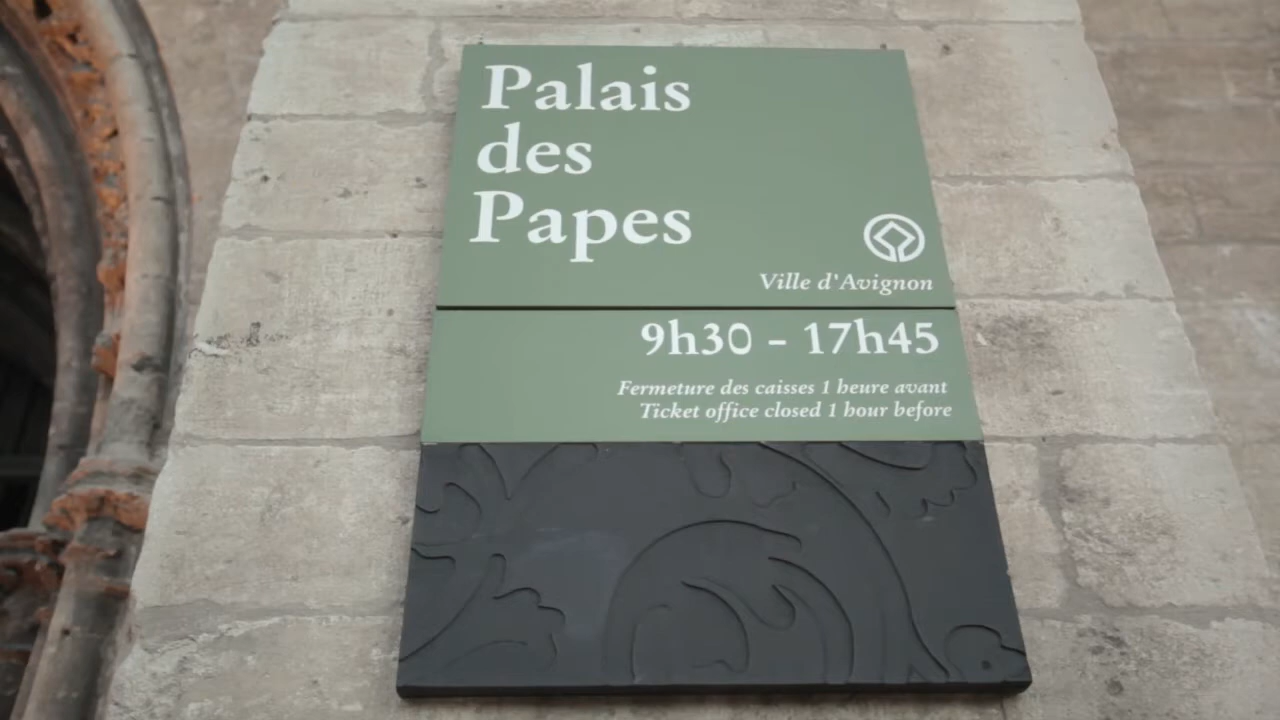 Palais
des
Papes
Ville d'Avignon
9h30 - 17h45
Fermeture des caisses 1 heure avant
Ticket office closed 1 hour before